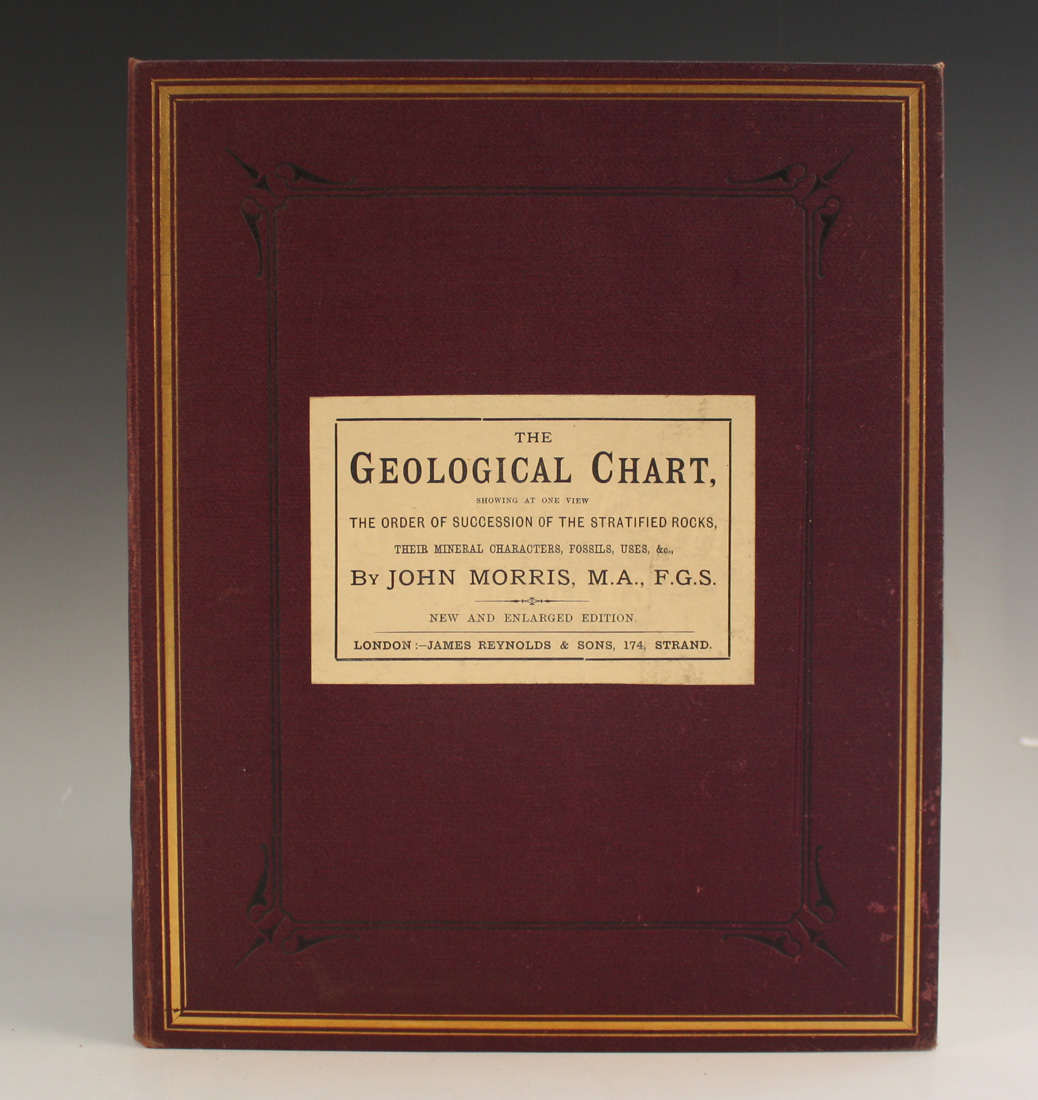 THE
GEOLOGICAL CHART,
SHOWING AT ONE VIEW
THE ORDER OF SUCCESSION OF THE STRATIFIED ROCKS,
THEIR MINERAL CHARACTERS, FOSSILS, USES, &c.,
BY JOHN MORRIS, M.A., F.G.S.
NEW AND ENLARGED EDITION.
LONDON:—JAMES REYNOLDS & SONS, 174, STRAND.